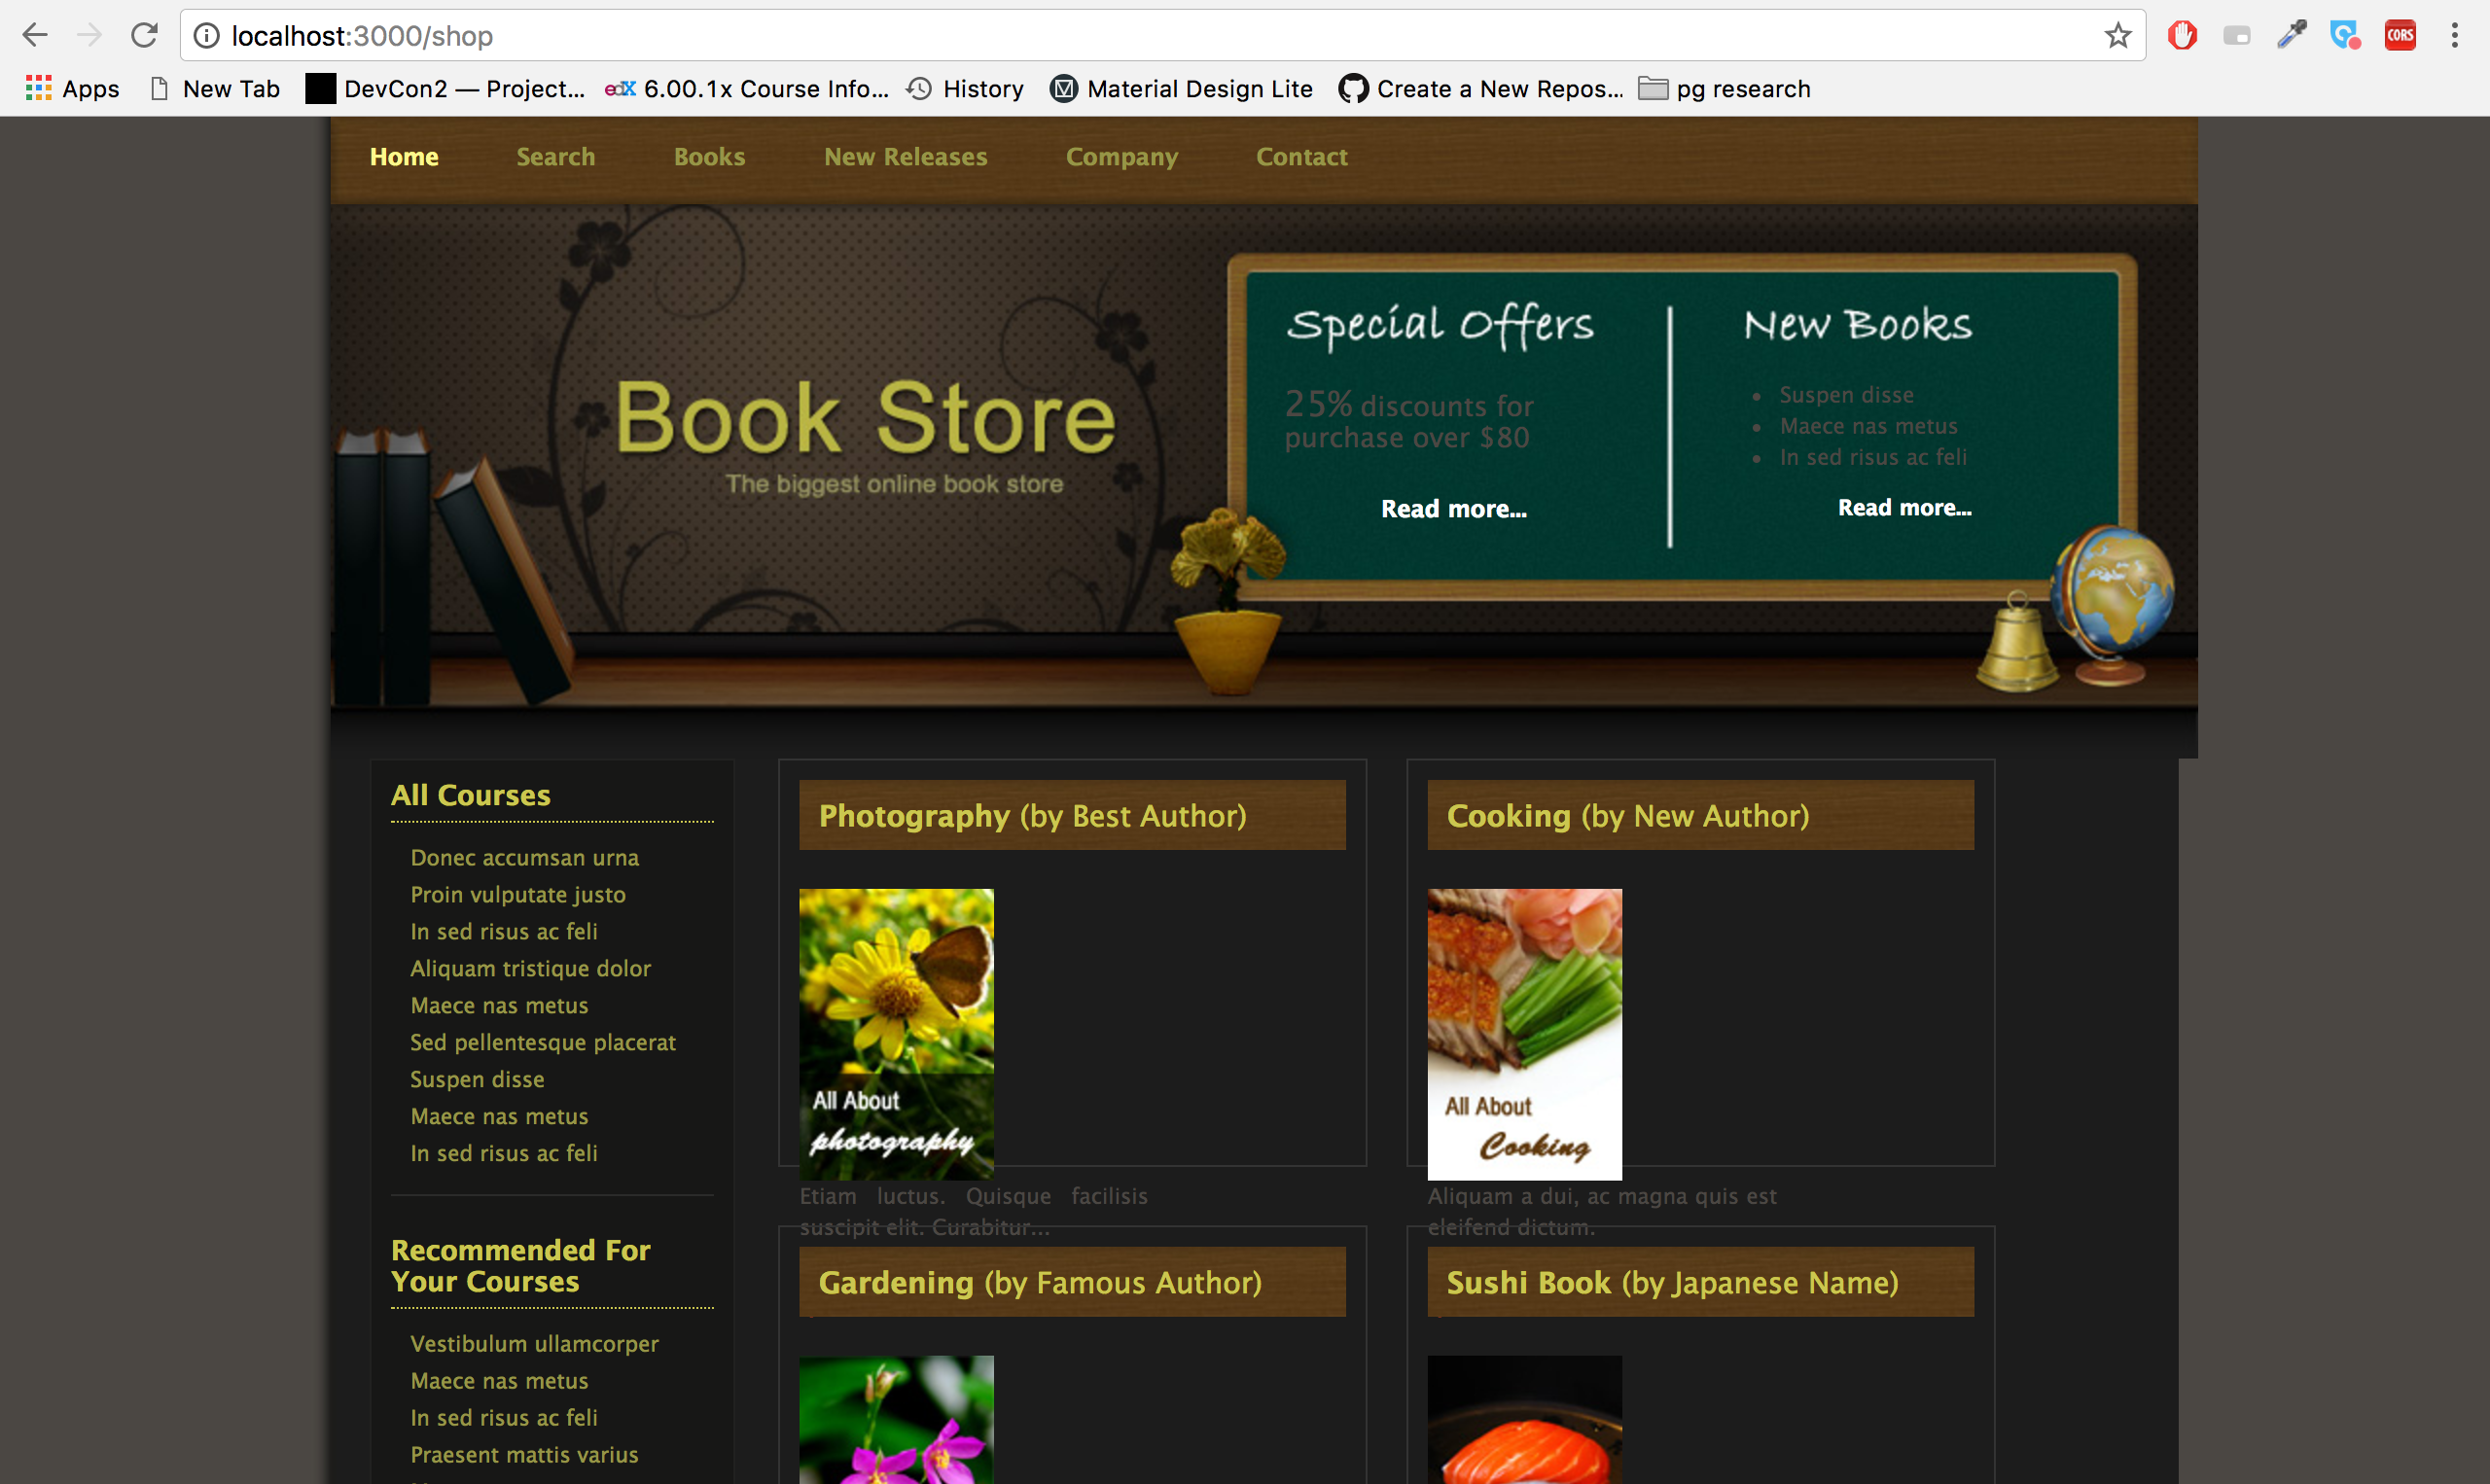 localhost:3000/shop
CORS
Apps
New Tab
DevCon2 — Project...
edX 6.00.1x Course Info...
History
Material Design Lite
Create a New Repos...
pg research
Home
Search
Books
New Releases
Company
Contact
Book Store
The biggest online book store
Special Offers
25% discounts for
purchase over $80
Read more...
New Books
Suspen disse
Maece nas metus
In sed risus ac feli
Read more...
All Courses
Donec accumsan urna
Proin vulputate justo
In sed risus ac feli
Aliquam tristique dolor
Maece nas metus
Sed pellentesque placerat
Suspen disse
Maece nas metus
In sed risus ac feli
Recommended For
Your Courses
Vestibulum ullamcorper
Maece nas metus
In sed risus ac feli
Praesent mattis varius
Photography (by Best Author)
All About
photography
Etiam luctus. Quisque facilisis
suscipit elit. Curabitur...
Cooking (by New Author)
All About
Cooking
Aliquam a dui, ac magna quis est
eleifend dictum.
Gardening (by Famous Author)
Sushi Book (by Japanese Name)